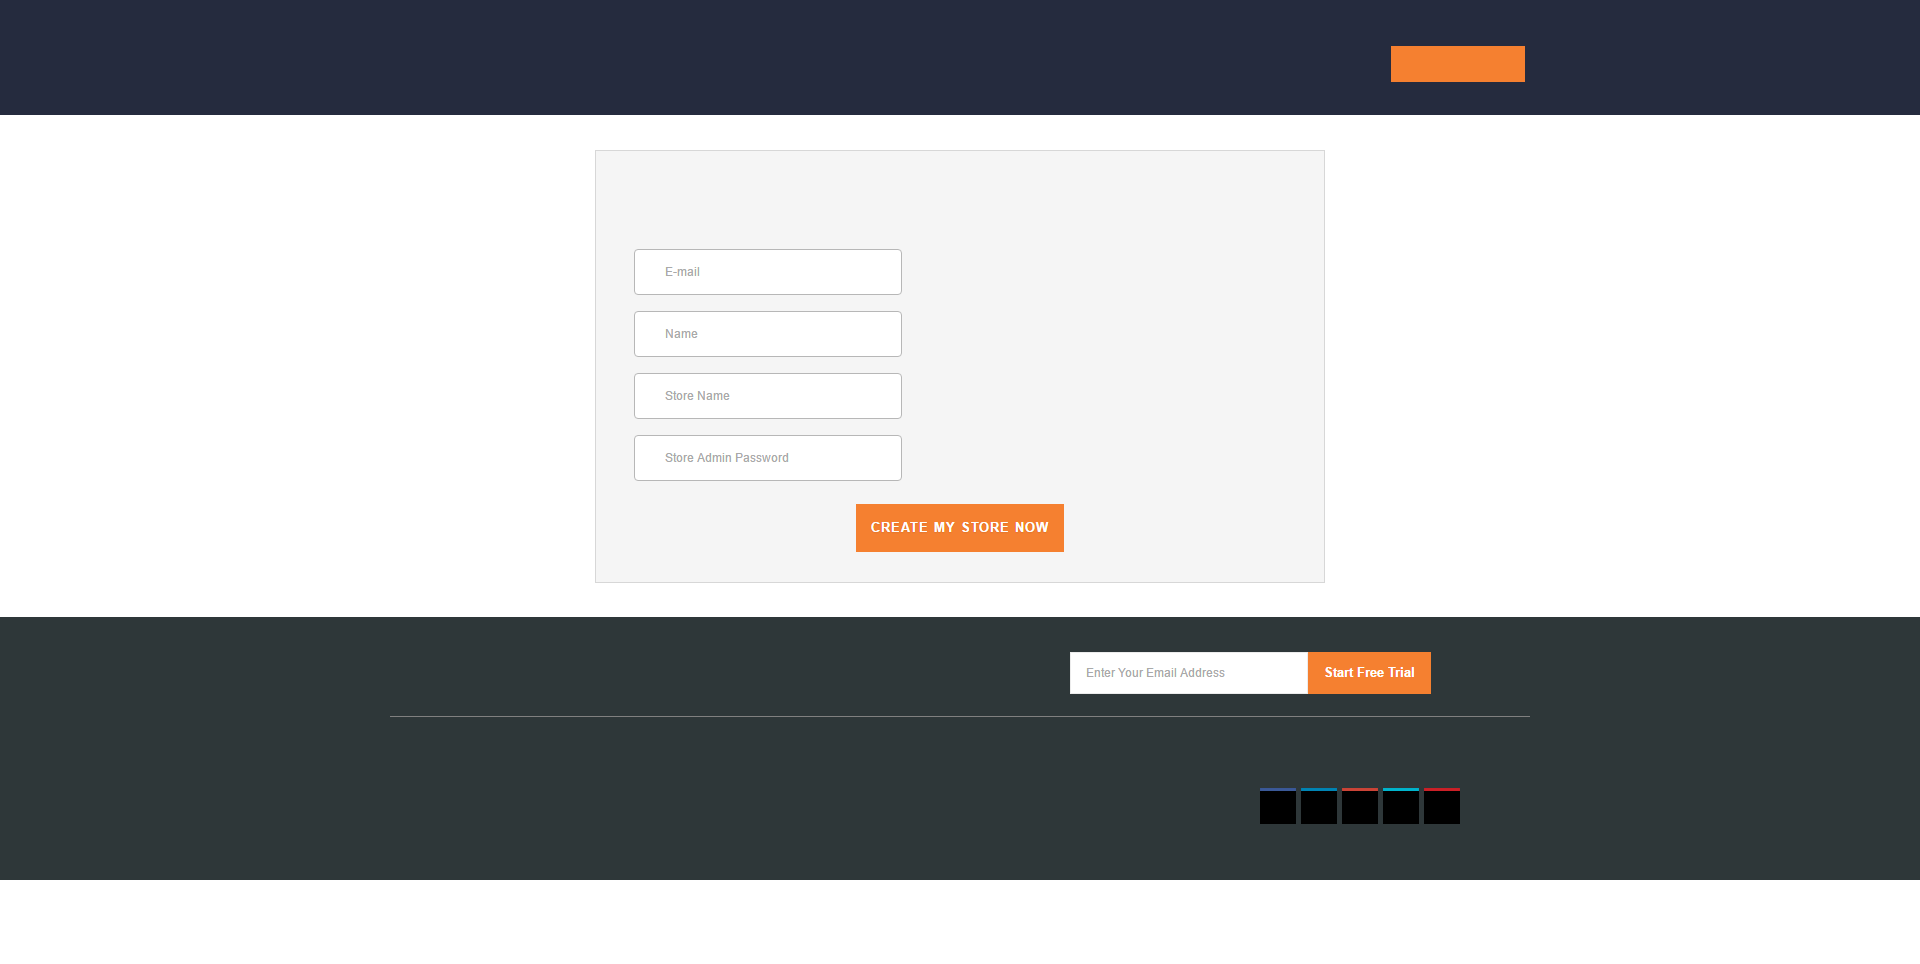 E-mail
Name
Store Name
Store Admin Password
CREATE MY STORE NOW
Enter Your Email Address
Start Free Trial